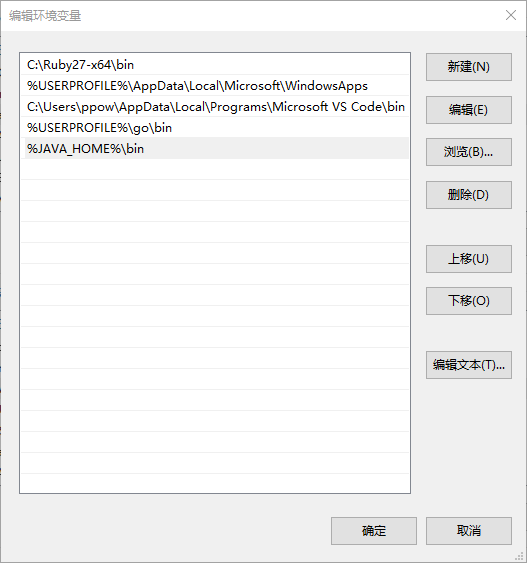 编辑环境变量
C:\Ruby27-x64\bin
%USERPROFILE%\AppData\Local\Microsoft\WindowsApps
C:\Users\ppow\AppData\Local\Programs\Microsoft VS Code\bin
%USERPROFILE%\go\bin
%JAVA_HOME%\bin
新建(N)
编辑(E)
浏览(B)...
删除(D)
上移(U)
下移(O)
编辑文本(T)...
确定
取消